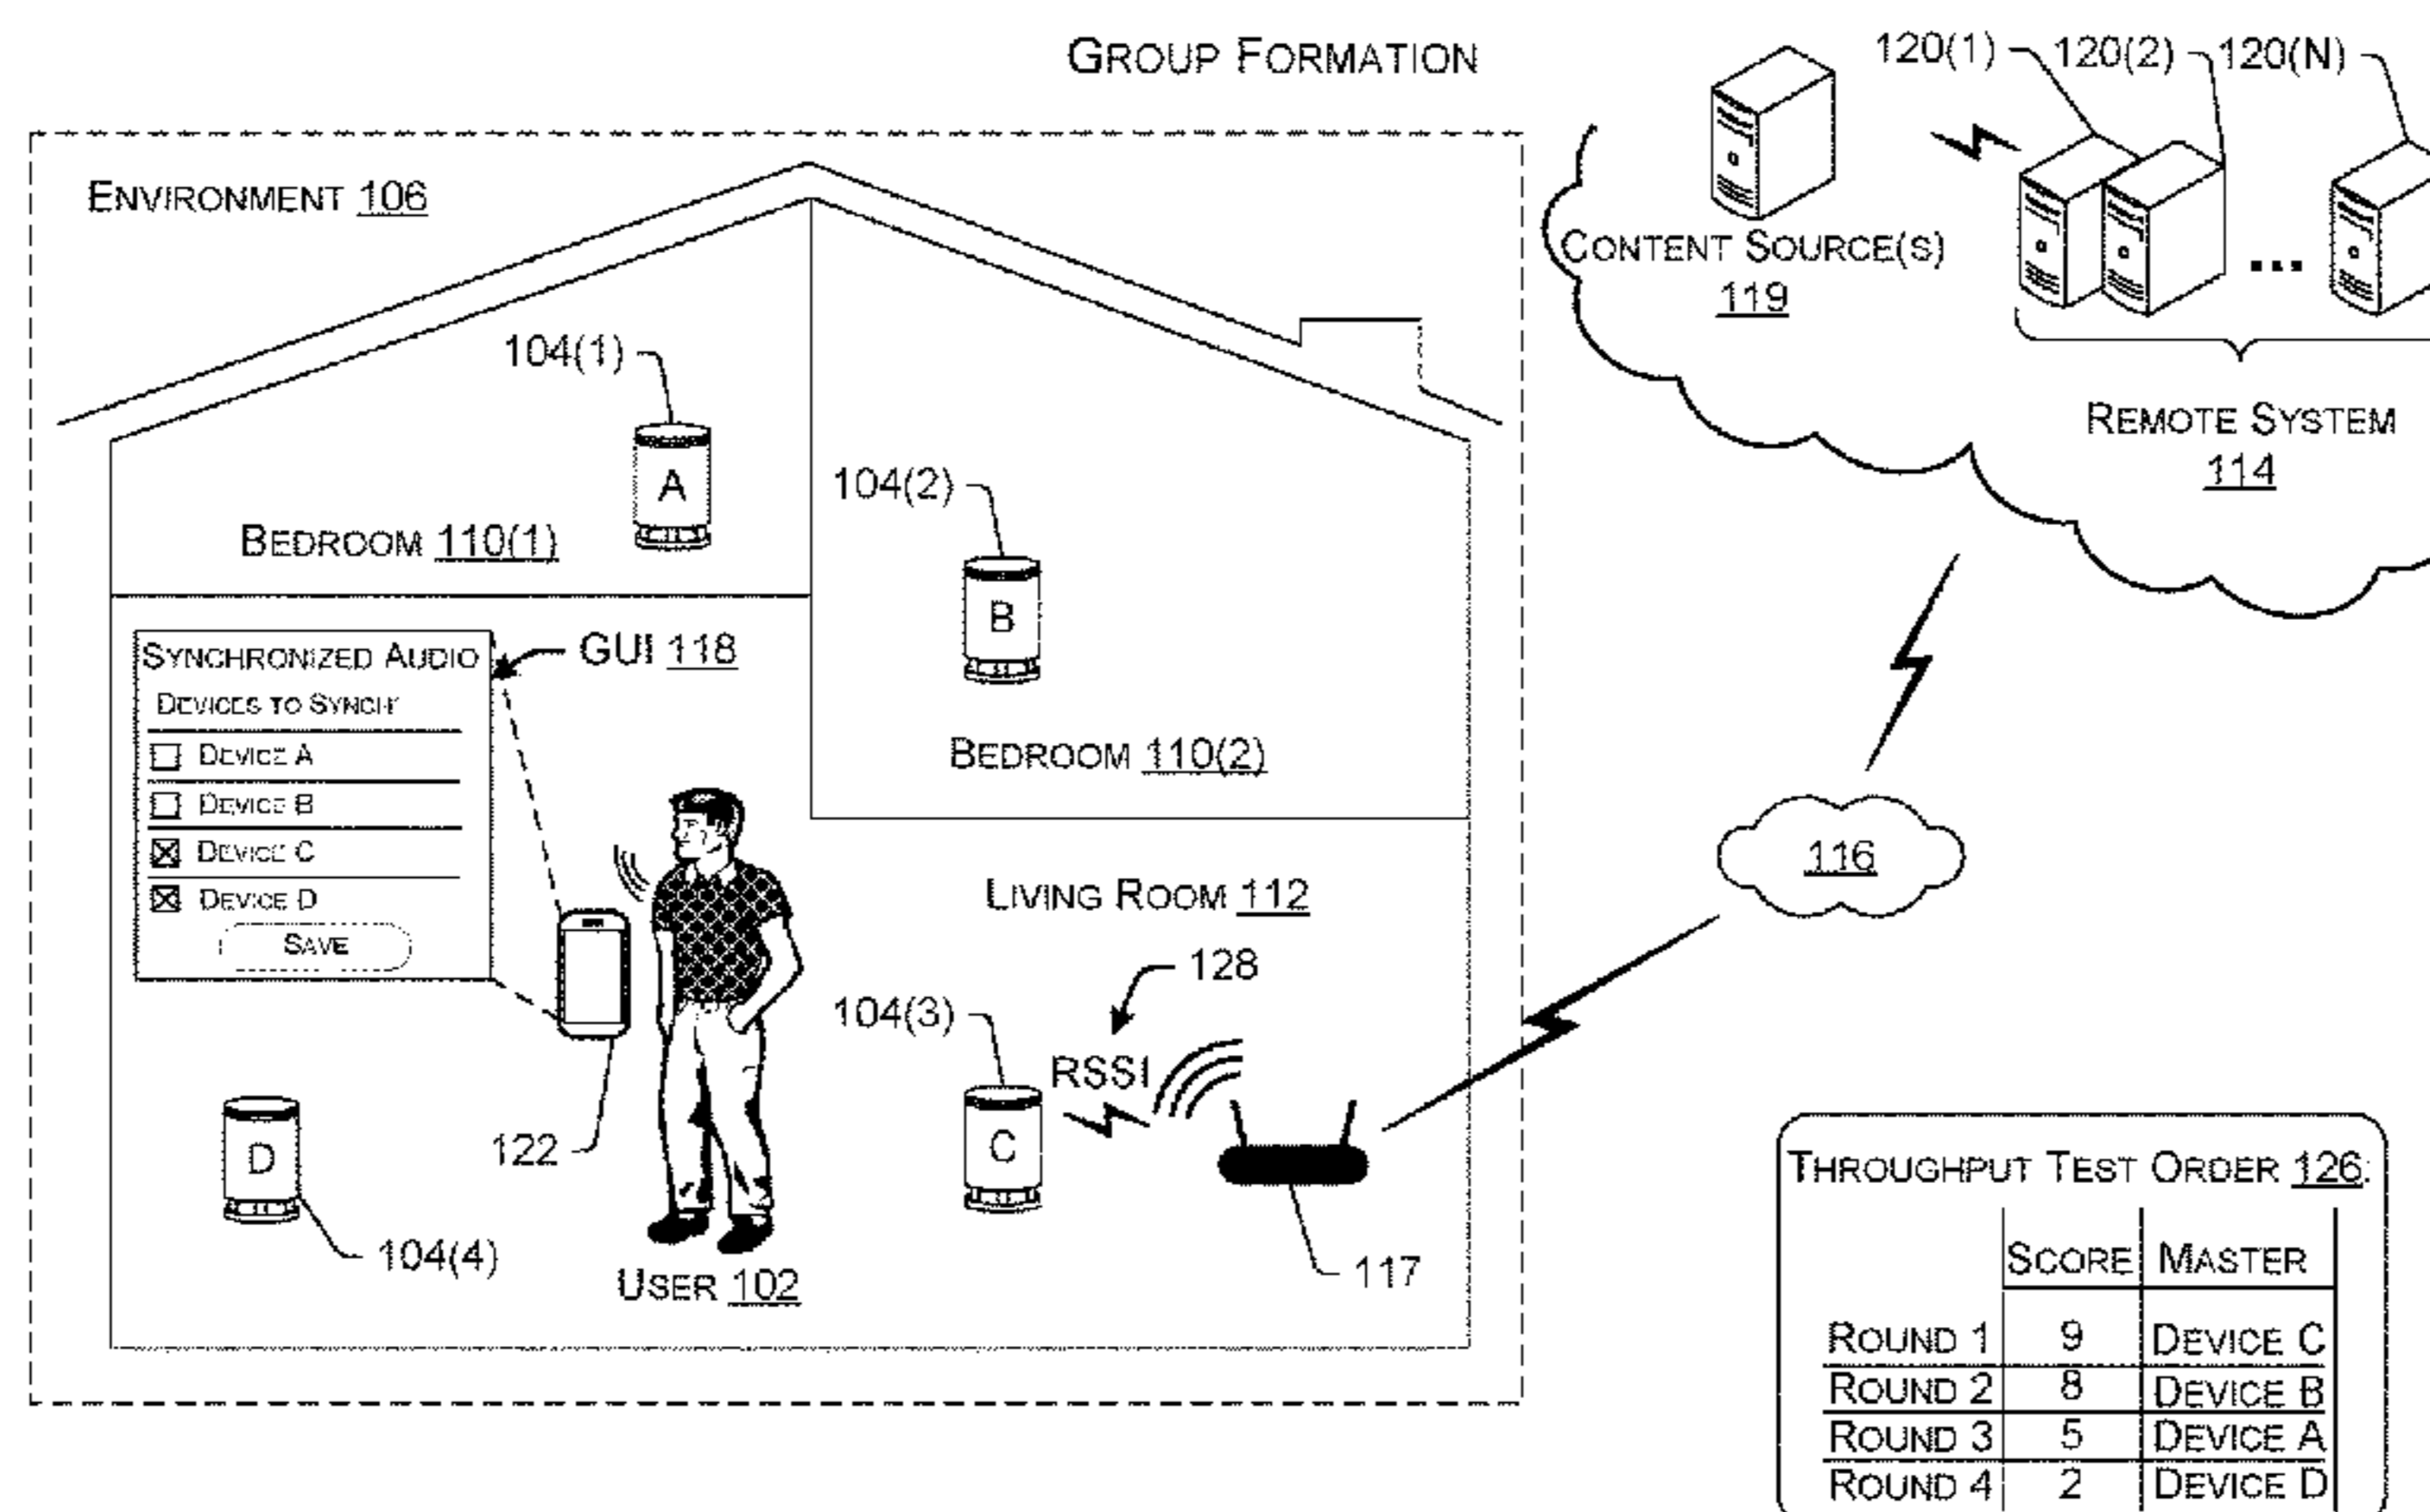 GROUP FORMATION
120(1) 120(2) 120(N)
ENVIRONMENT 106
CONTENT SOURCE(S)
119
REMOTE SYSTEM
114
104(1)
A
BEDROOM 110(1)
104(2)
B
BEDROOM 110(2)
SYNCHRONIZED AUDIO
DEVICES TO SYNCH
DEVICE A
DEVICE B
DEVICE C
DEVICE D
SAVE
GUI 118
116
LIVING ROOM 112
128
104(3)
RSSI
C
122
D
104(4)
USER 102
117
THROUGHPUT TEST ORDER 126:
SCORE MASTER
ROUND 1 9 DEVICE C
ROUND 2 8 DEVICE B
ROUND 3 5 DEVICE A
ROUND 4 2 DEVICE D